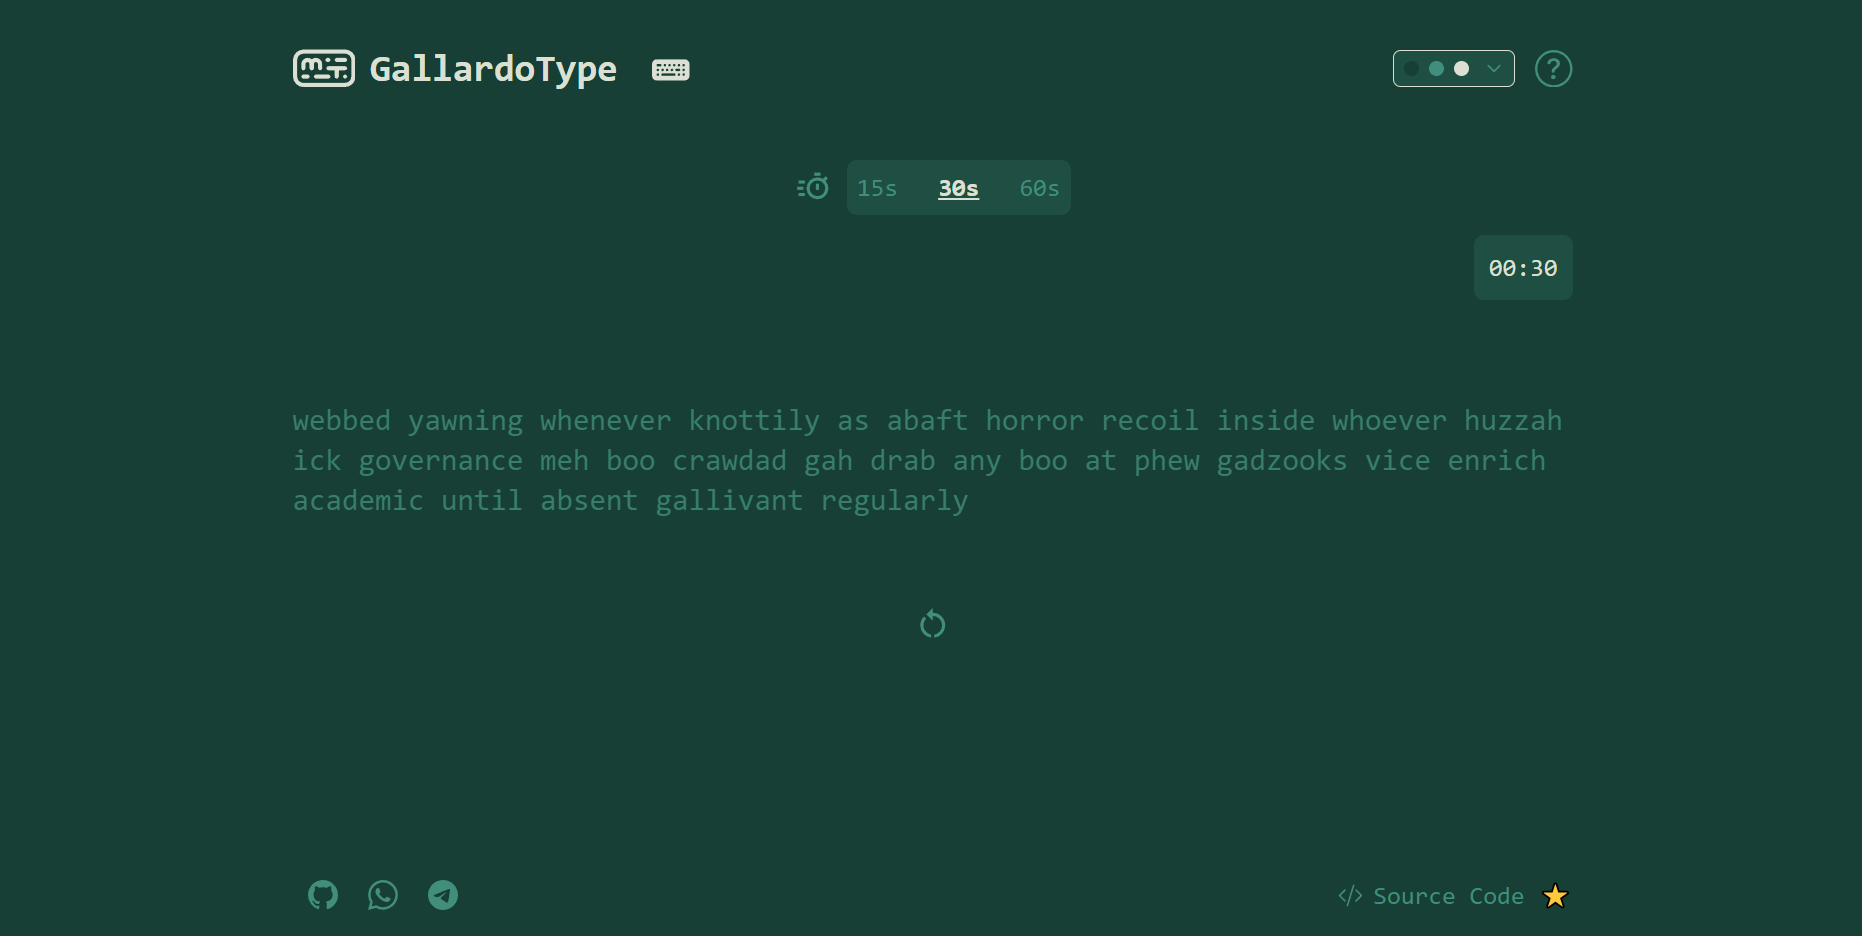 GallardoType
15s 30s 60s
00:30
webbed yawning whenever knottily as abaft horror recoil inside whoever huzzah
ick governance meh boo crawdad gah drab any boo at phew gadzooks vice enrich
academic until absent gallivant regularly
</> Source Code